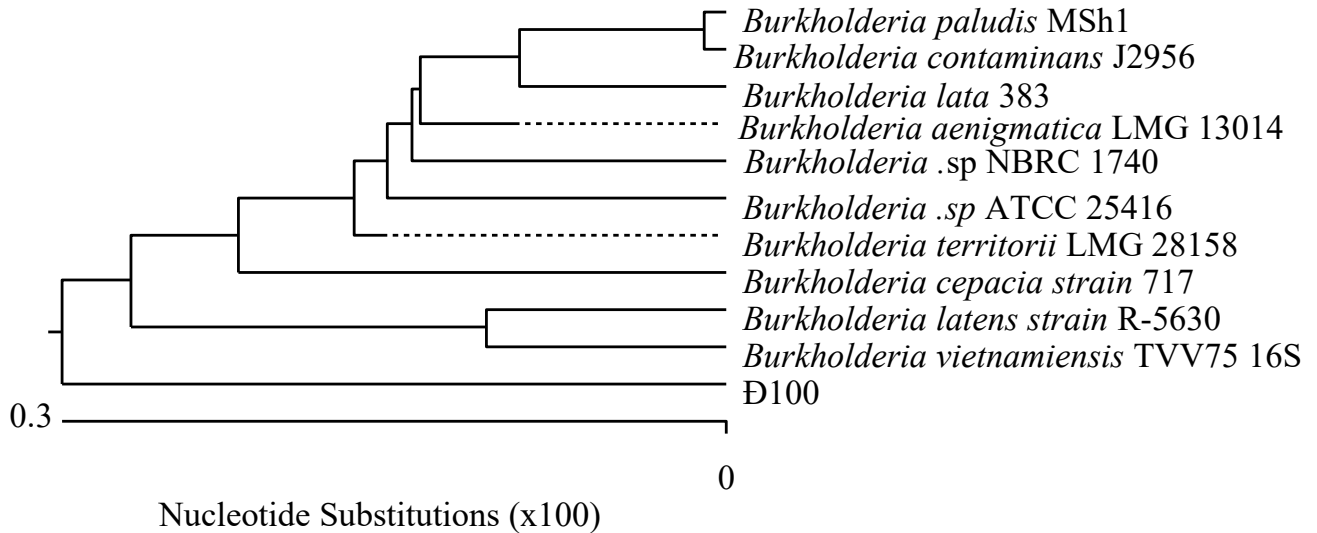 Burkholderia paludis MSh1
Burkholderia contaminans J2956
Burkholderia lata 383
Burkholderia aenigmatica LMG 13014
Burkholderia .sp NBRC 1740
Burkholderia .sp ATCC 25416
Burkholderia territorii LMG 28158
Burkholderia cepacia strain 717
Burkholderia latens strain R-5630
Burkholderia vietnamiensis TVV75 16S
Đ100
0.3
0
Nucleotide Substitutions (x100)